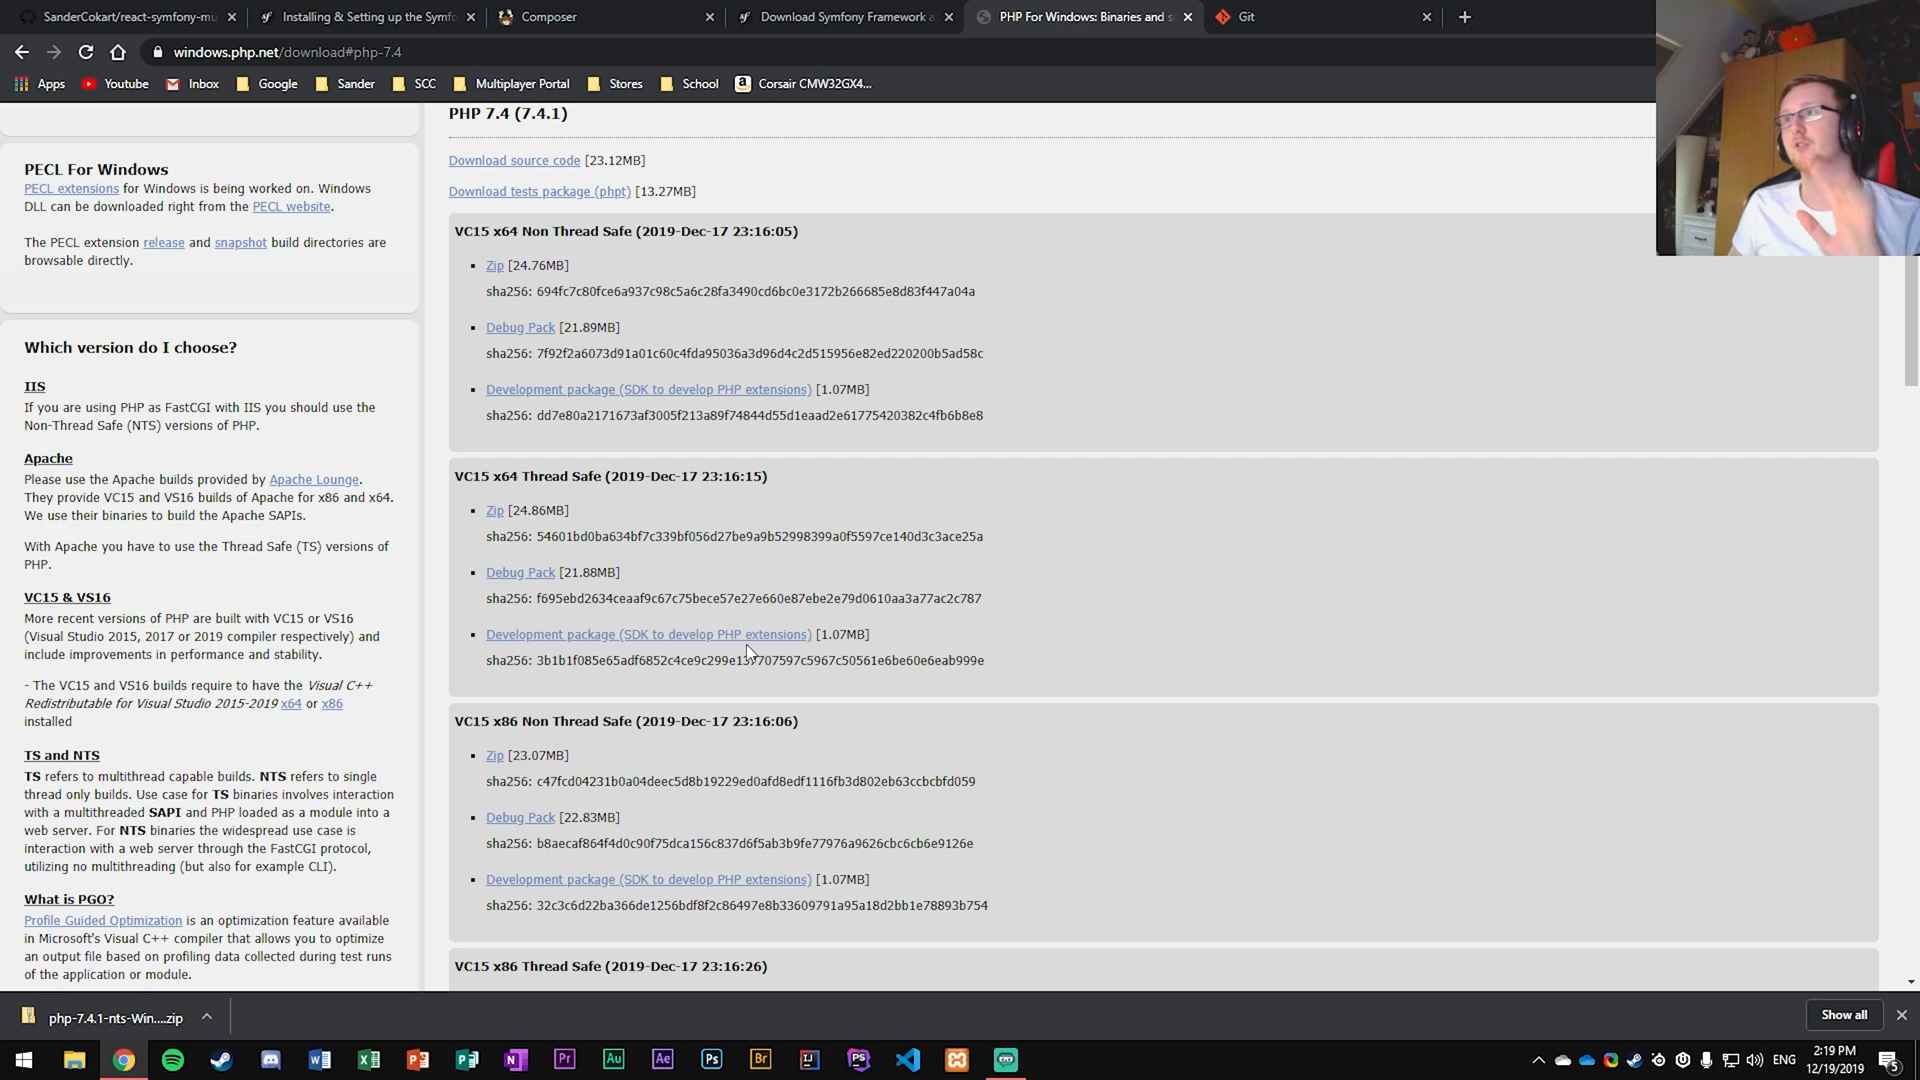 SanderCokart/react-symfony-mu
Installing & Setting up the Symfo
Composer
Download Symfony Framework a
PHP For Windows: Binaries and s
Git
windows.php.net/download#php-7.4
Apps
Youtube
Inbox
Google
Sander
SCC
Multiplayer Portal
Stores
School
Corsair CMW32GX4...
PECL For Windows
PECL extensions for Windows is being worked on. Windows
DLL can be downloaded right from the PECL website.
The PECL extension release and snapshot build directories are
browsable directly.
Which version do I choose?
IIS
If you are using PHP as FastCGI with IIS you should use the
Non-Thread Safe (NTS) versions of PHP.
Apache
Please use the Apache builds provided by Apache Lounge.
They provide VC15 and VS16 builds of Apache for x86 and x64.
We use their binaries to build the Apache SAPIs.
With Apache you have to use the Thread Safe (TS) versions of
PHP.
VC15 & VS16
More recent versions of PHP are built with VC15 or VS16
(Visual Studio 2015, 2017 or 2019 compiler respectively) and
include improvements in performance and stability.
- The VC15 and VS16 builds require to have the Visual C++
Redistributable for Visual Studio 2015-2019 x64 or x86
installed
TS and NTS
TS refers to multithread capable builds. NTS refers to single
thread only builds. Use case for TS binaries involves interaction
with a multithreaded SAPI and PHP loaded as a module into a
web server. For NTS binaries the widespread use case is
interaction with a web server through the FastCGI protocol,
utilizing no multithreading (but also for example CLI).
What is PGO?
Profile Guided Optimization is an optimization feature available
in Microsoft's Visual C++ compiler that allows you to optimize
an output file based on profiling data collected during test runs
of the application or module.
PHP 7.4 (7.4.1)
Download source code [23.12MB]
Download tests package (phpt) [13.27MB]
VC15 x64 Non Thread Safe (2019-Dec-17 23:16:05)
Zip [24.76MB]
sha256: 694fc7c80fce6a937c98c5a6c28fa3490cd6bc0e3172b266685e8d83f447a04a
Debug Pack [21.89MB]
sha256: 7f92f2a6073d91a01c60c4fda95036a3d96d4c2d515956e82ed220200b5ad58c
Development package (SDK to develop PHP extensions) [1.07MB]
sha256: dd7e80a2171673af3005f213a89f74844d55d1eaad2e61775420382c4fb6b8e8
VC15 x64 Thread Safe (2019-Dec-17 23:16:15)
Zip [24.86MB]
sha256: 54601bd0ba634bf7c339bf056d27be9a9b52998399a0f5597ce140d3c3ace25a
Debug Pack [21.88MB]
sha256: f695ebd2634ceaaf9c67c75bece57e27e660e87ebe2e79d0610aa3a77ac2c787
Development package (SDK to develop PHP extensions) [1.07MB]
sha256:
VC15 x86 Non Thread Safe (2019-Dec-17 23:16:06)
Zip [23.07MB]
sha256: c47fcd04231b0a04deec5d8b19229ed0afd8edf1116fb3d802eb63ccbcbfd059
Debug Pack [22.83MB]
sha256: b8aecaf864f4d0c90f75dca156c837d6f5ab3b9fe77976a9626cbc6cb6e9126e
Development package (SDK to develop PHP extensions) [1.07MB]
sha256: 32c3c6d22ba366de1256bdf8f2c86497e8b33609791a95a18d2bb1e78893b754
VC15 x86 Thread Safe (2019-Dec-17 23:16:26)
php-7.4.1-nts-Win....zip
Show all
ENG
2:19 PM
12/19/2019
5